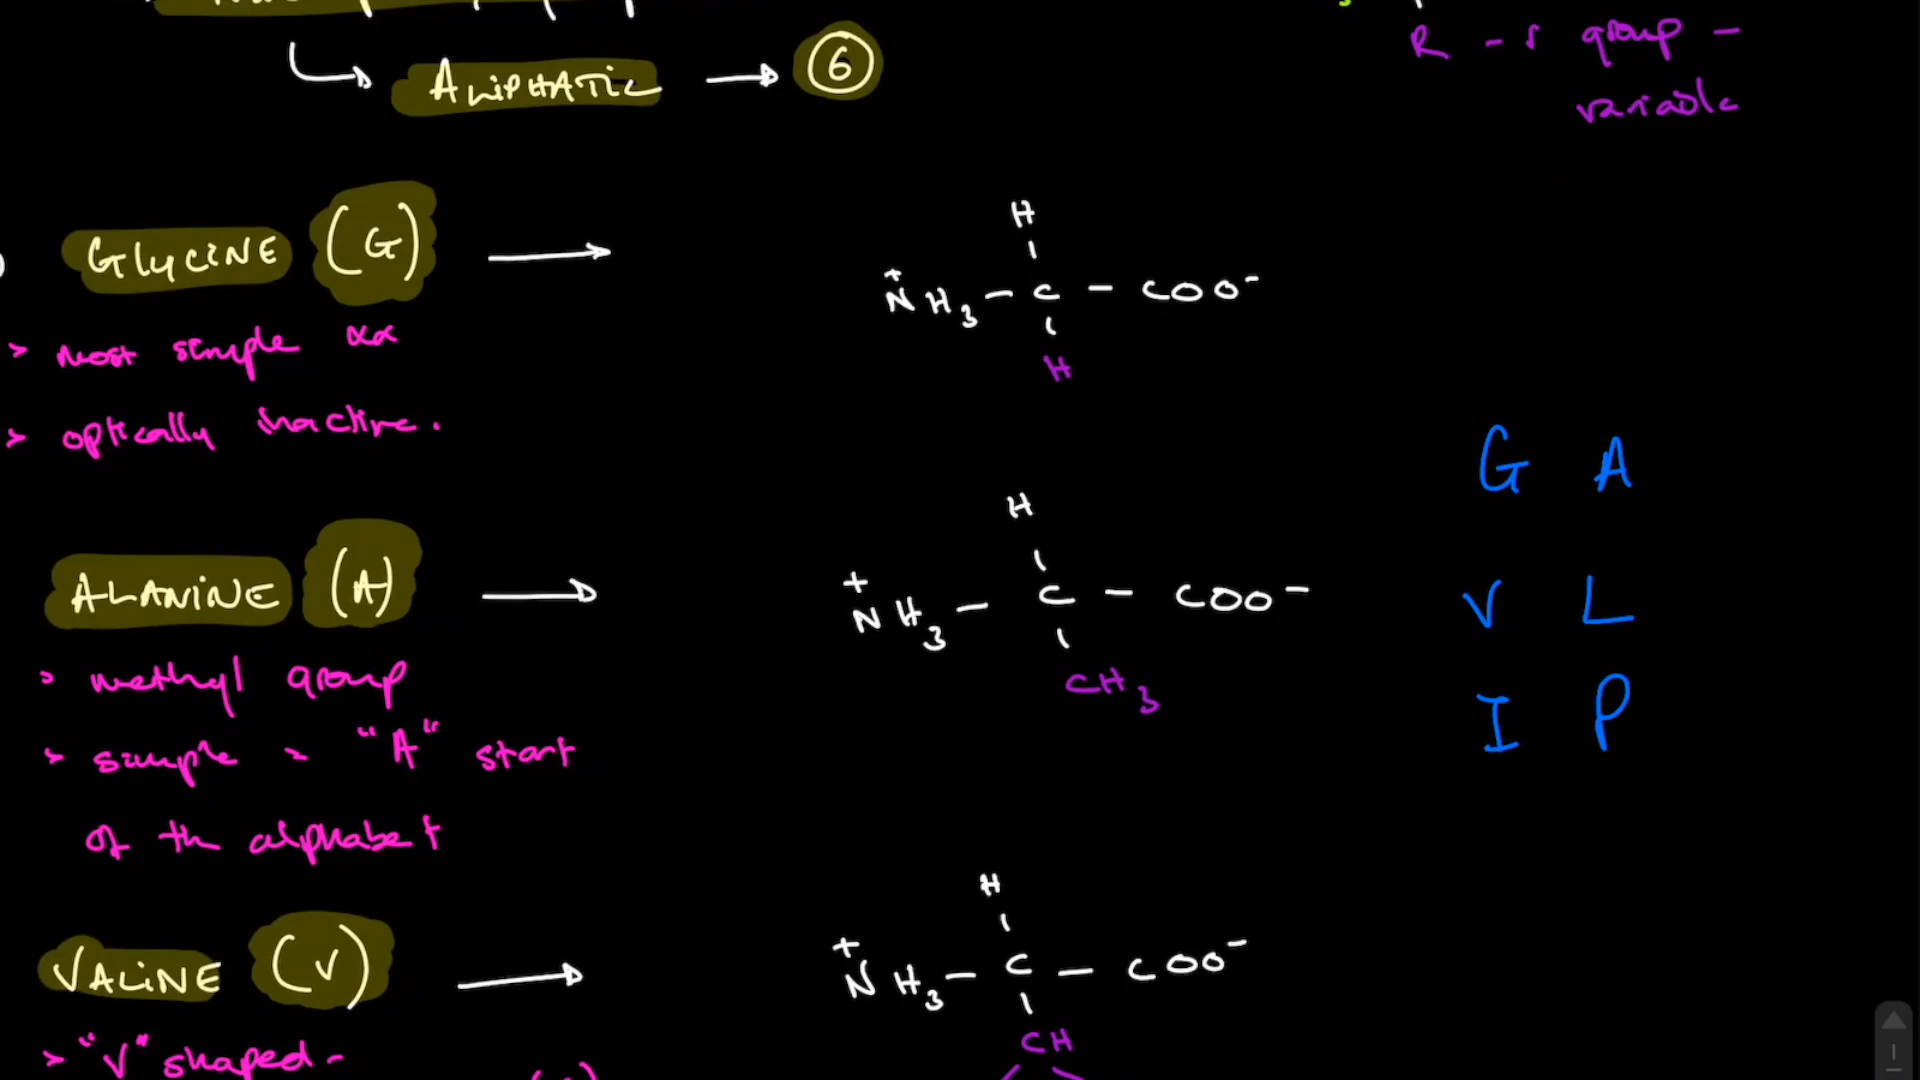 R - r group -
variable
ALIPHATIC → 6
GLYCINE (G) →
> most simple αα
> optically inactive.
H
+
NH3 - C - COO-
H
G A
V L
I P
ALANINE (A) →
> methyl group
> simple = "A" start
of the alphabet
H
+
NH3 - C - COO-
CH3
VALINE (V) →
> "V" shaped -
H
+
NH3 - C - COO-
CH